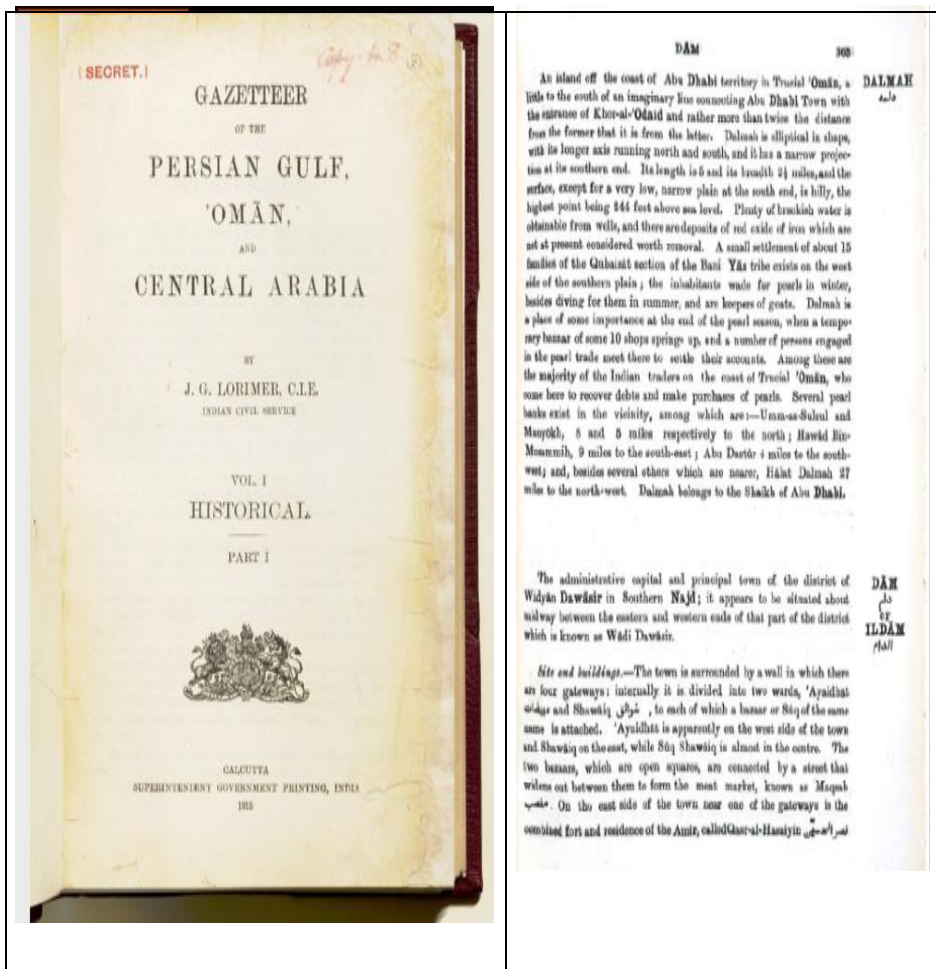 [SECRET.]
Copy. No 8
GAZETTEER
OF THE
PERSIAN GULF,
'OMĀN,
AND
CENTRAL ARABIA
BY
J. G. LORIMER, C.I.E.
INDIAN CIVIL SERVICE
VOL. I
HISTORICAL.
PART I
CALCUTTA
SUPERINTENDENT GOVERNMENT PRINTING, INDIA
1915
DĀM 365
DALMAH
دلمه
An island off the coast of Abu Dhabi territory in Trucial 'Omān, a
little to the south of an imaginary line connecting Abu Dhabi Town with
the entrance of Khor-al-'Odaid and rather more than twice the distance
from the former that it is from the latter. Dalmah is elliptical in shape,
with its longer axis running north and south, and it has a narrow projec-
tion at its southern end. Its length is 5 and its breadth 2½ miles, and the
surface, except for a very low, narrow plain at the south end, is hilly, the
highest point being 244 feet above sea level. Plenty of brackish water is
obtainable from wells, and there are deposits of red oxide of iron which are
not at present considered worth removal. A small settlement of about 15
families of the Qubaisāt section of the Bani Yās tribe exists on the west
side of the southern plain; the inhabitants wade for pearls in winter,
besides diving for them in summer, and are keepers of goats. Dalmah is
a place of some importance at the end of the pearl season, when a tempo-
rary bazaar of some 10 shops springs up, and a number of persons engaged
in the pearl trade meet there to settle their accounts. Among these are
the majority of the Indian traders on the coast of Trucial 'Omān, who
come here to recover debts and make purchases of pearls. Several pearl
banks exist in the vicinity, among which are:—Umm-as-Salsul and
Manyōkh, 8 and 5 miles respectively to the north; Hawād Bin-
Musammih, 9 miles to the south-east; Abu Dastūr 4 miles to the south-
west; and, besides several others which are nearer, Hālat Dalmah 27
miles to the north-west. Dalmah belongs to the Shaikh of Abu Dhabi.
DĀM
دام
or
ILDĀM
الدام
The administrative capital and principal town of the district of
Widyān Dawāsir in Southern Najd; it appears to be situated about
midway between the eastern and western ends of that part of the district
which is known as Wādi Dawāsir.
Site and buildings.—The town is surrounded by a wall in which there
are four gateways; internally it is divided into two wards, 'Ayaidhāt
and Shawāiq شوائق, to each of which a bazaar or Sūq of the same
name is attached. 'Ayaidhāt is apparently on the west side of the town
and Shawāiq on the east, while Sūq Shawāiq is almost in the centre. The
two bazaars, which are open squares, are connected by a street that
widens out between them to form the meat market, known as Maqsab
مقصب. On the east side of the town near one of the gateways is the
combined fort and residence of the Amīr, called Qasr-al-Hasaiyin